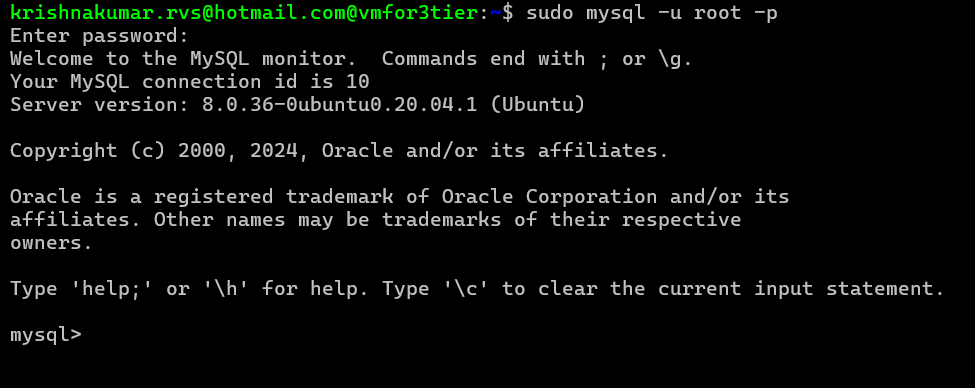 krishnakumar.rvs@hotmail.com@vmfor3tier:~$ sudo mysql -u root -p
Enter password:
Welcome to the MySQL monitor.  Commands end with ; or \g.
Your MySQL connection id is 10
Server version: 8.0.36-0ubuntu0.20.04.1 (Ubuntu)

Copyright (c) 2000, 2024, Oracle and/or its affiliates.

Oracle is a registered trademark of Oracle Corporation and/or its
affiliates. Other names may be trademarks of their respective
owners.

Type 'help;' or '\h' for help. Type '\c' to clear the current input statement.

mysql>